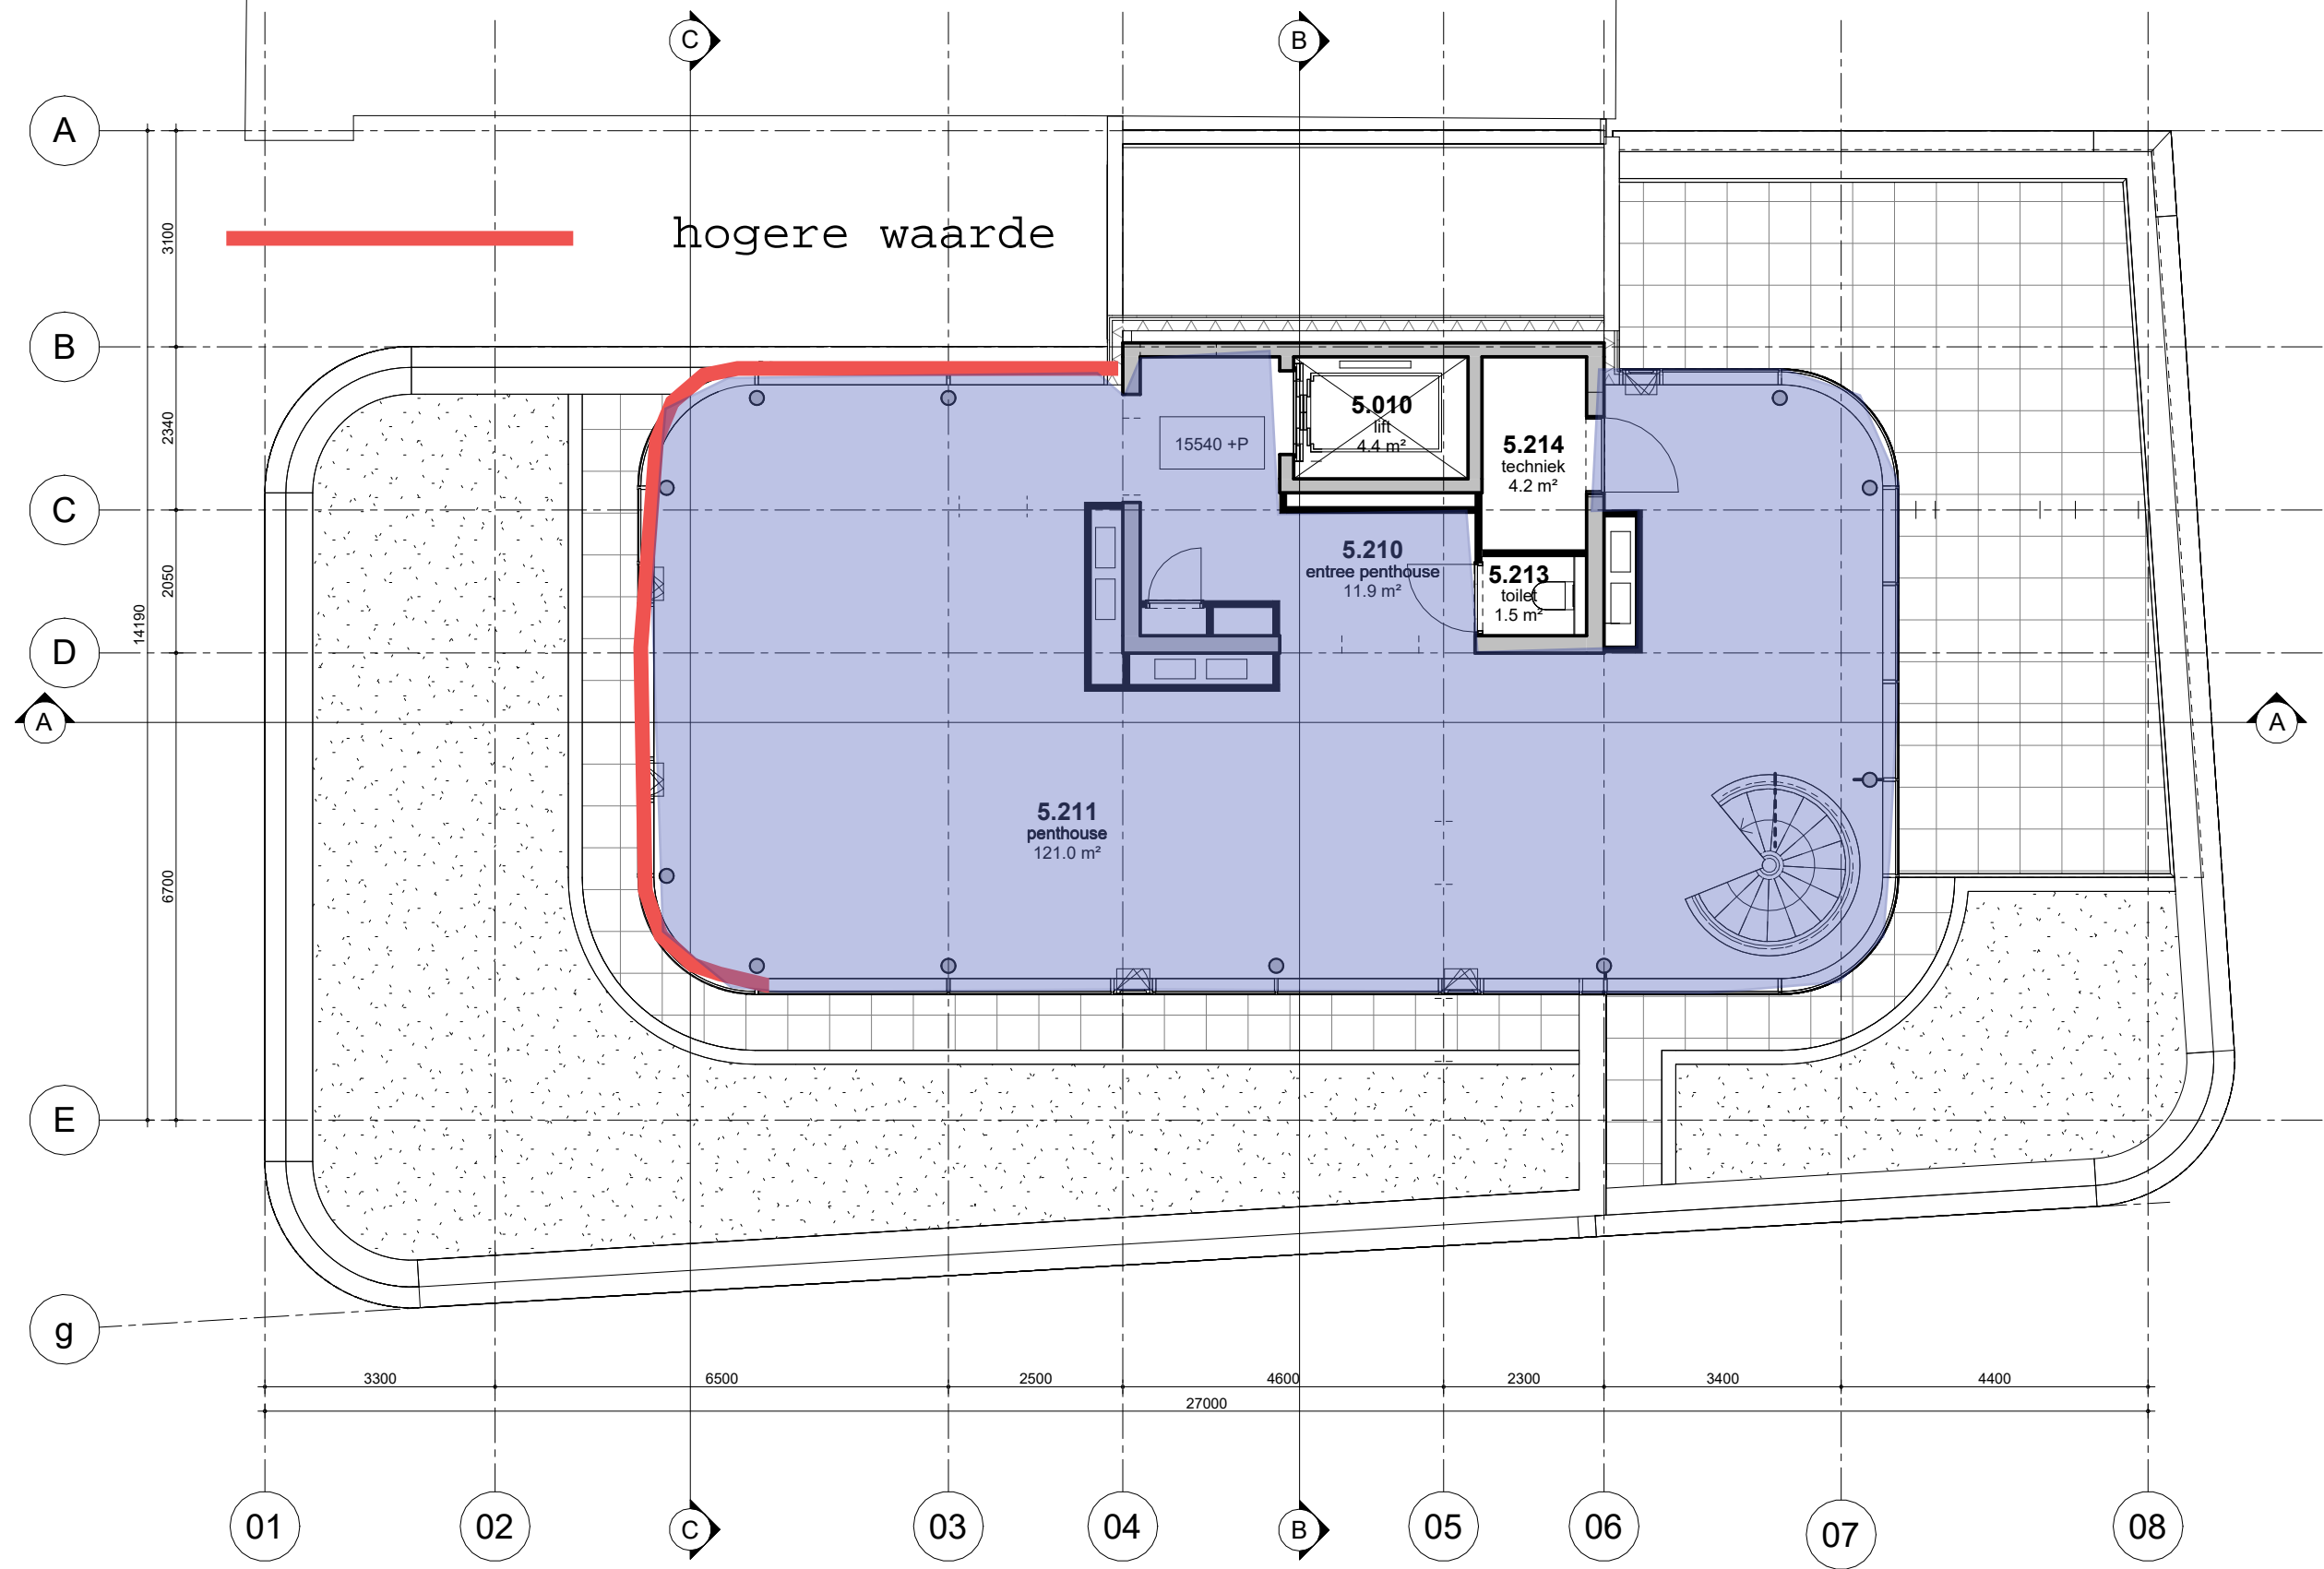 C
B
A
3100
hogere waarde
B
2340
5.010
lift
4.4 m²
15540 +P
5.214
techniek
4.2 m²
C
2050
5.210
entree penthouse
11.9 m²
5.213
toilet
1.5 m²
14190
D
A
A
5.211
penthouse
121.0 m²
6700
E
g
3300
6500
2500
4600
2300
3400
4400
27000
01
02
C
03
04
B
05
06
07
08